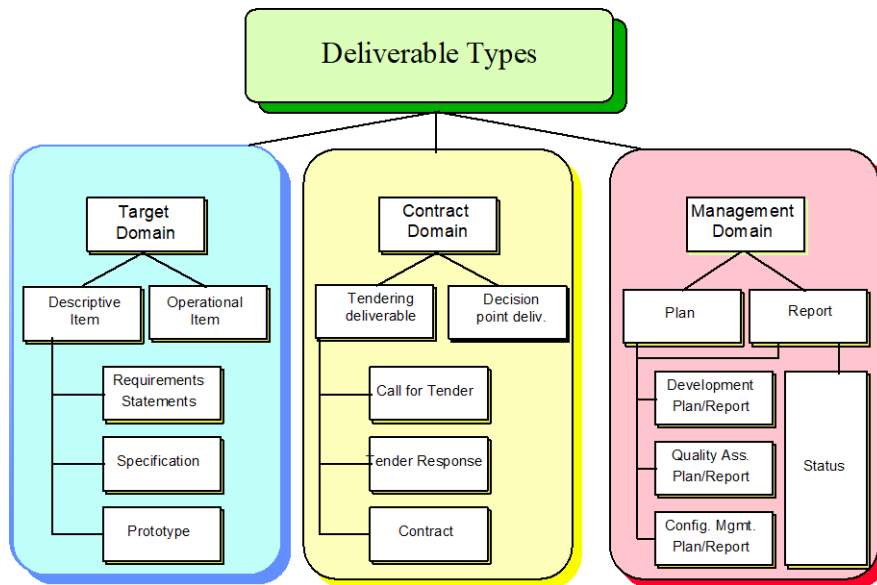 Deliverable Types
Target
Domain
Descriptive
Item
Operational
Item
Requirements
Statements
Specification
Prototype
Contract
Domain
Tendering
deliverable
Decision
point deliv.
Call for Tender
Tender Response
Contract
Management
Domain
Plan
Report
Development
Plan/Report
Quality Ass.
Plan/Report
Config. Mgmt.
Plan/Report
Status